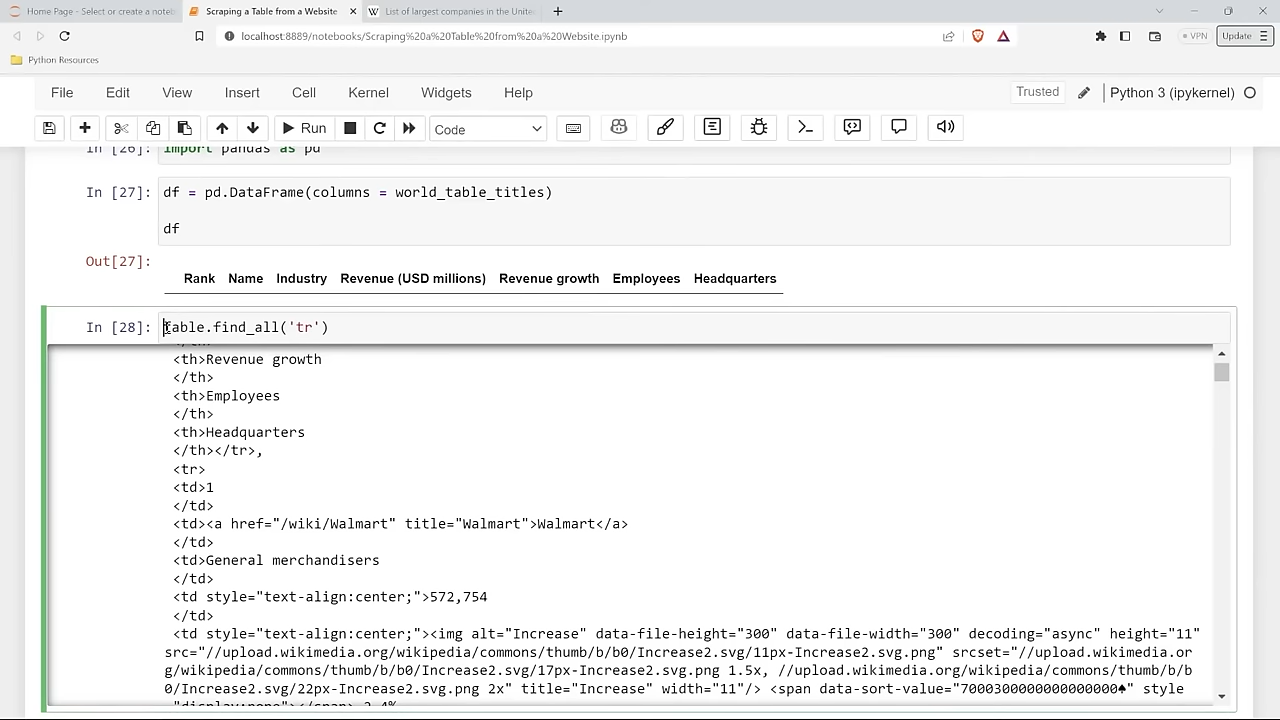 Home Page - Select or create a noteb
Scraping a Table from a Website
List of largest companies in the Unite
localhost:8889/notebooks/Scraping%20a%20Table%20from%20a%20Website.ipynb
VPN
Update
Python Resources
File Edit View Insert Cell Kernel Widgets Help
Trusted
Python 3 (ipykernel)
Run
Code
In [26]: import pandas as pd
In [27]: df = pd.DataFrame(columns = world_table_titles)
df
Out[27]:
Rank Name Industry Revenue (USD millions) Revenue growth Employees Headquarters
In [28]: table.find_all('tr')
</th>
<th>Revenue growth
</th>
<th>Employees
</th>
<th>Headquarters
</th></tr>,
<tr>
<td>1
</td>
<td><a href="/wiki/Walmart" title="Walmart">Walmart</a>
</td>
<td>General merchandisers
</td>
<td style="text-align:center;">572,754
</td>
<td style="text-align:center;"><img alt="Increase" data-file-height="300" data-file-width="300" decoding="async" height="11"
src="//upload.wikimedia.org/wikipedia/commons/thumb/b/b0/Increase2.svg/11px-Increase2.svg.png" srcset="//upload.wikimedia.or
g/wikipedia/commons/thumb/b/b0/Increase2.svg/17px-Increase2.svg.png 1.5x, //upload.wikimedia.org/wikipedia/commons/thumb/b/b
0/Increase2.svg/22px-Increase2.svg.png 2x" title="Increase" width="11"/> <span data-sort-value="7000300000000000000♠" style
"display:none"></span> 2.4%